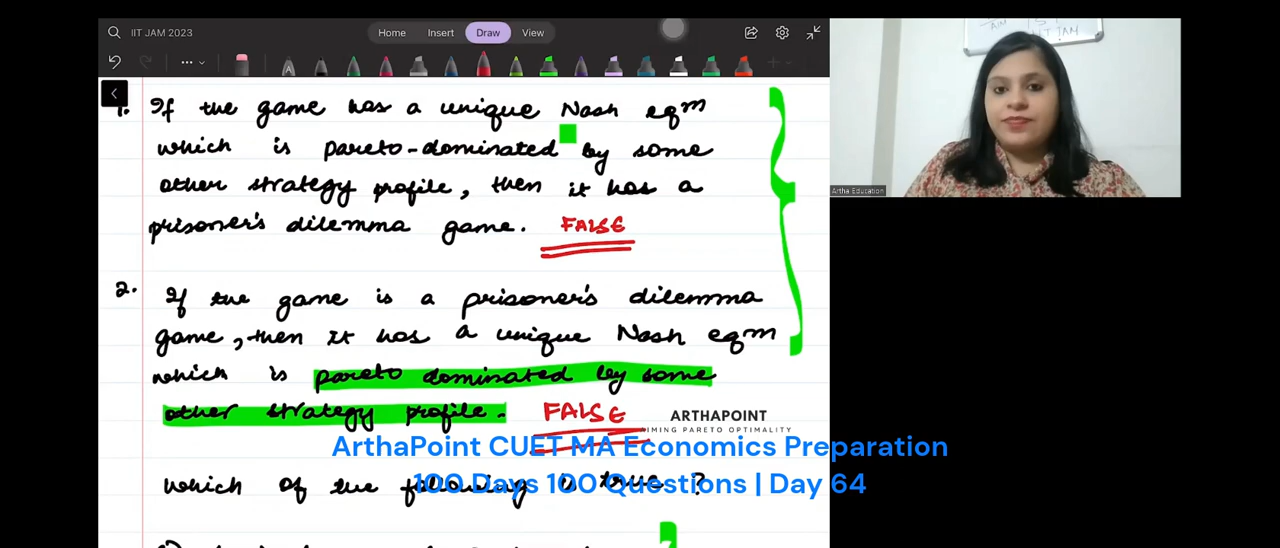 IIT JAM 2023
Home Insert Draw View
1. If the game has a unique Nash eqm
which is pareto-dominated by some
other strategy profile, then it has a
prisoner's dilemma game. FALSE
2. If the game is a prisoner's dilemma
game, then it has a unique Nash eqm
which is pareto dominated by some
other strategy profile. FALSE
ARTHAPOINT
AIMING PARETO OPTIMALITY
ArthaPoint CUET MA Economics Preparation
which of the following is true ?
100 Days 100 Questions | Day 64
Artha Education